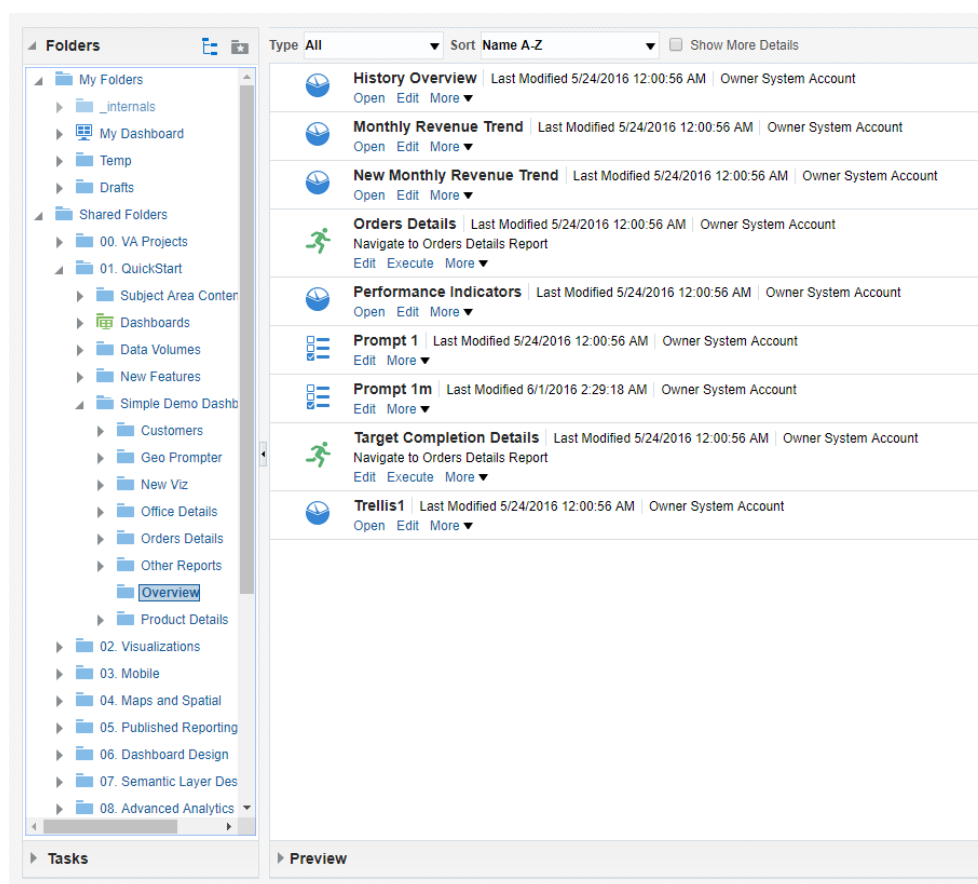 Folders
My Folders
_internals
My Dashboard
Temp
Drafts
Shared Folders
00. VA Projects
01. QuickStart
Subject Area Conten
Dashboards
Data Volumes
New Features
Simple Demo Dashb
Customers
Geo Prompter
New Viz
Office Details
Orders Details
Other Reports
Overview
Product Details
02. Visualizations
03. Mobile
04. Maps and Spatial
05. Published Reporting
06. Dashboard Design
07. Semantic Layer Des
08. Advanced Analytics
Tasks
Type All Sort Name A-Z Show More Details
History Overview Last Modified 5/24/2016 12:00:56 AM Owner System Account
Open Edit More
Monthly Revenue Trend Last Modified 5/24/2016 12:00:56 AM Owner System Account
Open Edit More
New Monthly Revenue Trend Last Modified 5/24/2016 12:00:56 AM Owner System Account
Open Edit More
Orders Details Last Modified 5/24/2016 12:00:56 AM Owner System Account
Navigate to Orders Details Report
Edit Execute More
Performance Indicators Last Modified 5/24/2016 12:00:56 AM Owner System Account
Open Edit More
Prompt 1 Last Modified 5/24/2016 12:00:56 AM Owner System Account
Edit More
Prompt 1m Last Modified 6/1/2016 2:29:18 AM Owner System Account
Edit More
Target Completion Details Last Modified 5/24/2016 12:00:56 AM Owner System Account
Navigate to Orders Details Report
Edit Execute More
Trellis1 Last Modified 5/24/2016 12:00:56 AM Owner System Account
Open Edit More
Preview